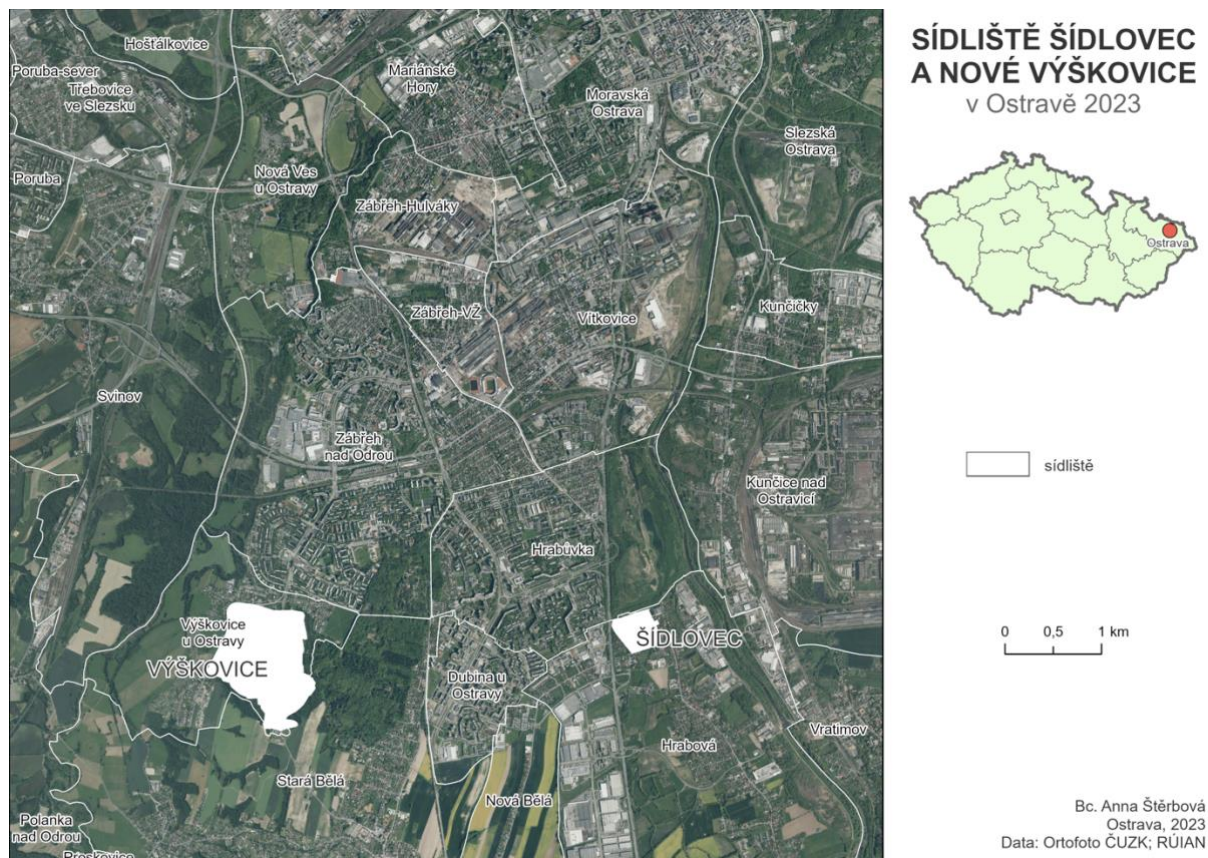 SÍDLIŠTĚ ŠÍDLOVEC
A NOVÉ VÝŠKOVICE
v Ostravě 2023
Ostrava
sídliště
0 0,5 1 km
Bc. Anna Štěrbová
Ostrava, 2023
Data: Ortofoto ČUZK; RÚIAN
Hošťálkovice
Poruba-sever
Třebovice
ve Slezsku
Mariánské
Hory
Moravská
Ostrava
Slezská
Ostrava
Poruba
Nová Ves
u Ostravy
Zábřeh-Hulváky
Zábřeh-VŽ
Vítkovice
Kunčičky
Svinov
Zábřeh
nad Odrou
Kunčice nad
Ostravicí
Hrabůvka
Výškovice
u Ostravy
VÝŠKOVICE
ŠÍDLOVEC
Dubina u
Ostravy
Vratimov
Hrabová
Stará Bělá
Nová Bělá
Polanka
nad Odrou
Proskovice